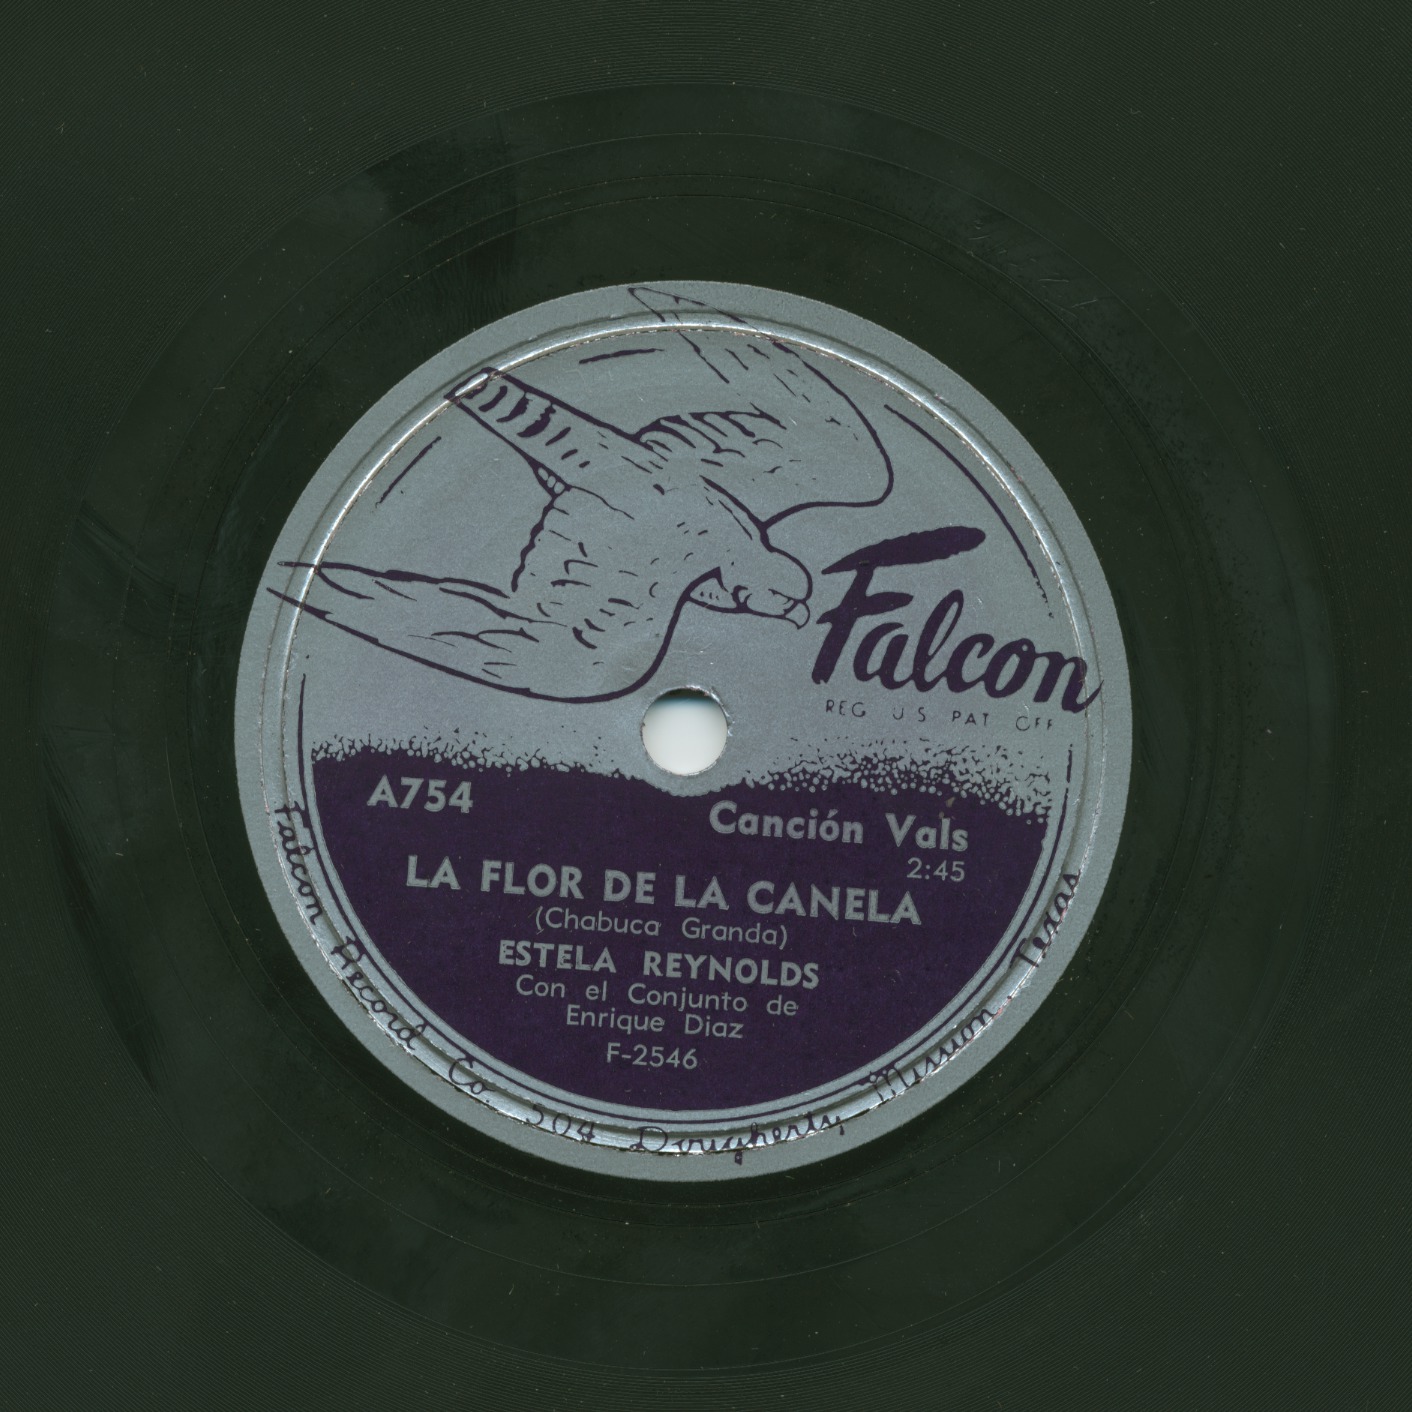 Falcon
REG US PAT OFF
A754
Canción Vals
2:45
LA FLOR DE LA CANELA
(Chabuca Granda)
ESTELA REYNOLDS
Con el Conjunto de
Enrique Diaz
F-2546
Falcon Record Co. 504 Dougherty, Mission, Texas